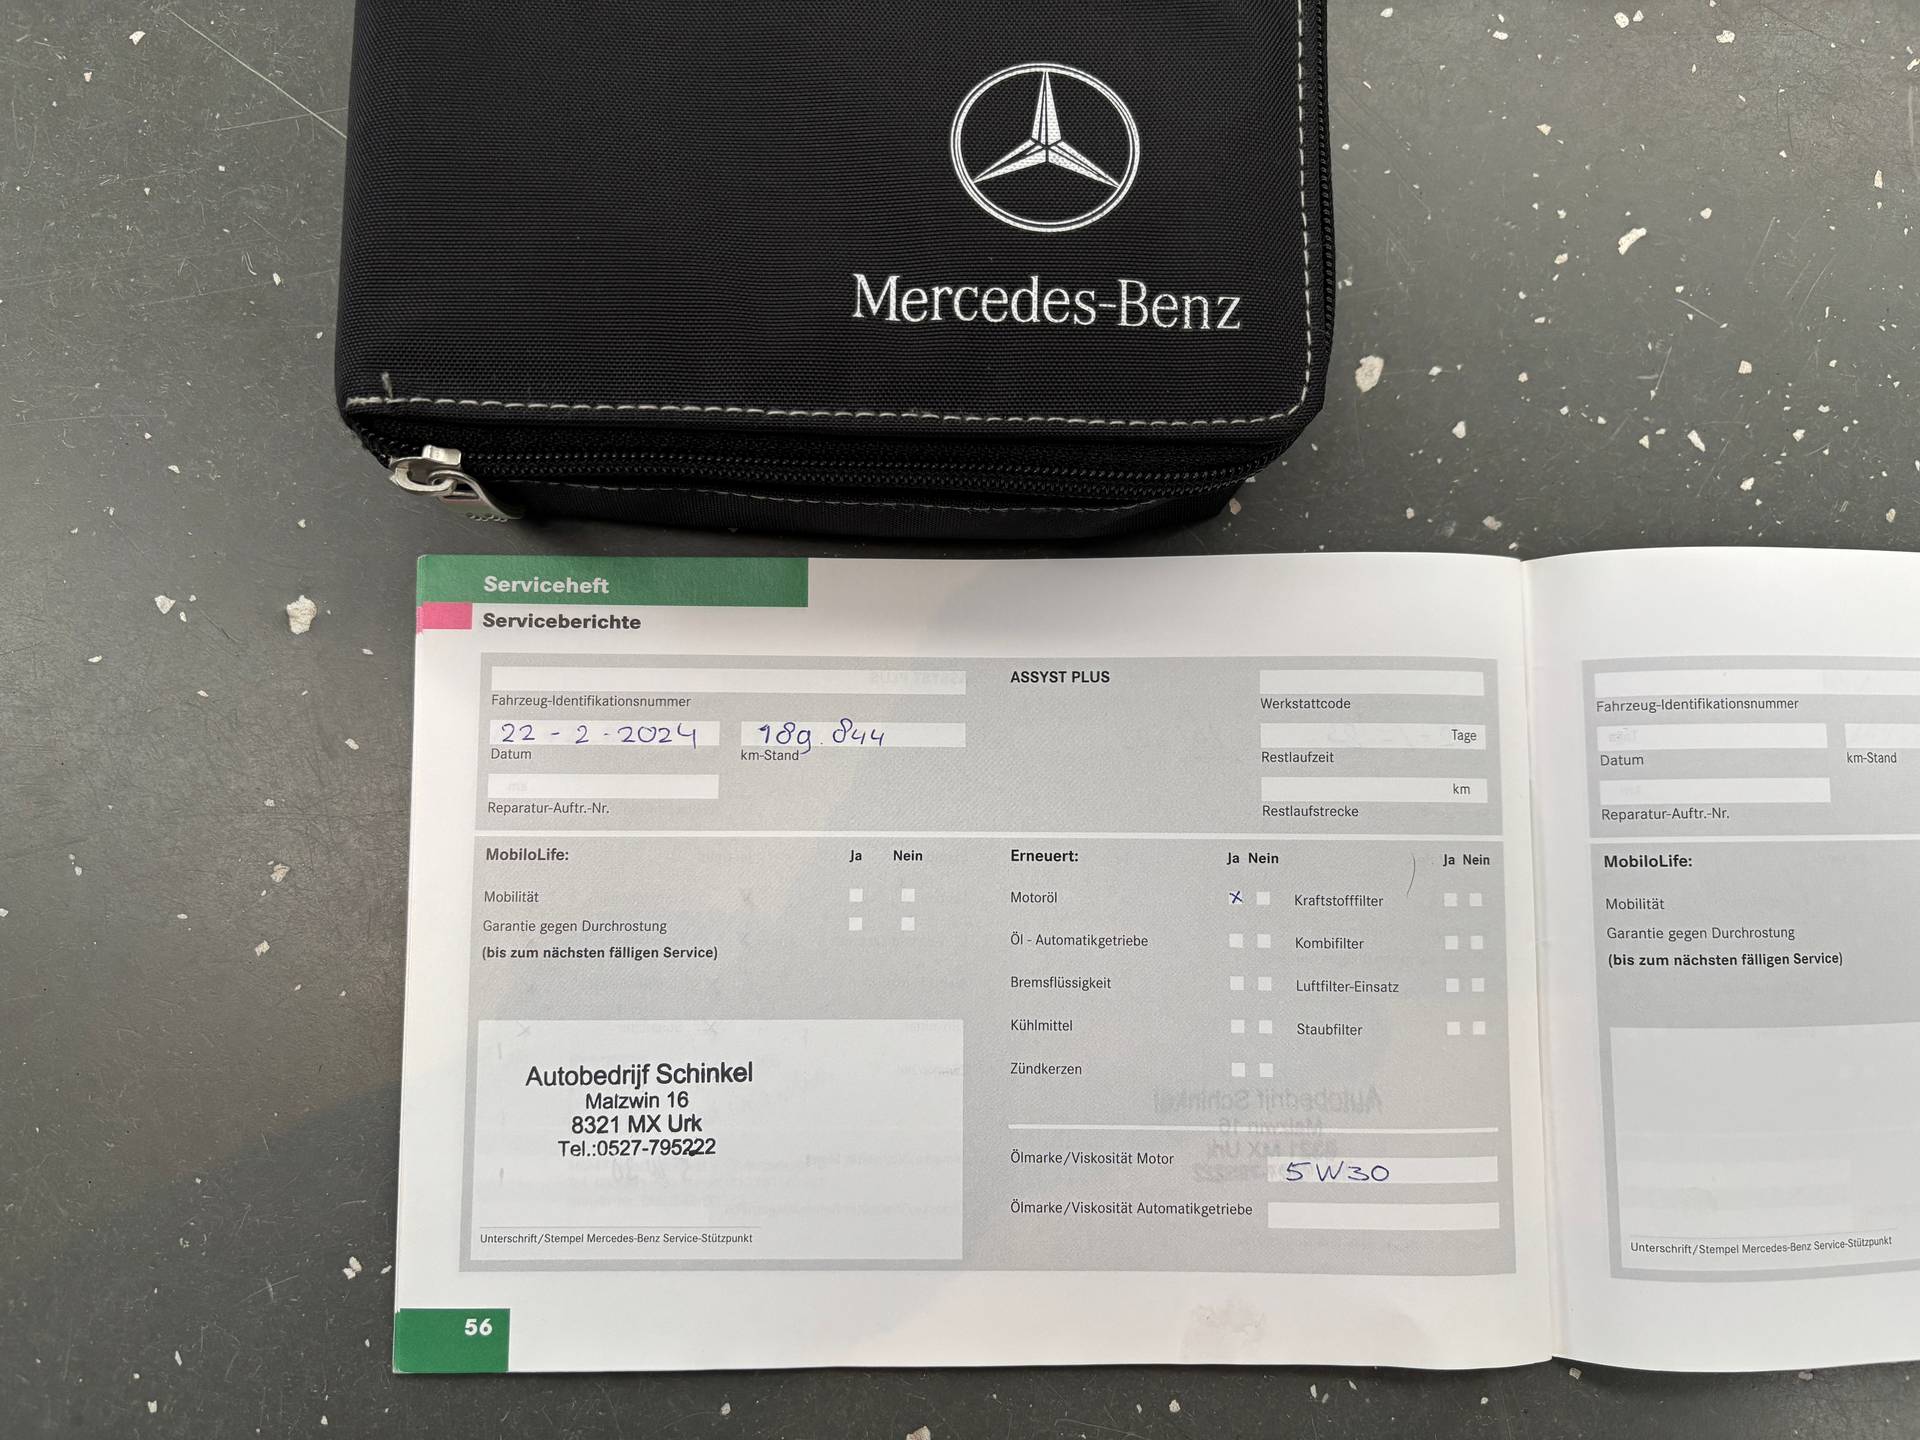 Mercedes-Benz
Serviceheft
Serviceberichte
Fahrzeug-Identifikationsnummer
ASSYST PLUS
Werkstattcode
22 - 2 - 2024
Datum
189.844
km-Stand
Tage
Restlaufzeit
km
Restlaufstrecke
Reparatur-Auftr.-Nr.
MobiloLife:
Ja Nein
Mobilität
Garantie gegen Durchrostung
(bis zum nächsten fälligen Service)
Erneuert:
Ja Nein
Ja Nein
Motoröl
X
Kraftstofffilter
Öl - Automatikgetriebe
Kombifilter
Bremsflüssigkeit
Luftfilter-Einsatz
Kühlmittel
Staubfilter
Zündkerzen
Autobedrijf Schinkel
Malzwin 16
8321 MX Urk
Tel.:0527-795222
Unterschrift/Stempel Mercedes-Benz Service-Stützpunkt
Ölmarke/Viskosität Motor
5W30
Ölmarke/Viskosität Automatikgetriebe
56
Fahrzeug-Identifikationsnummer
Datum
km-Stand
Reparatur-Auftr.-Nr.
MobiloLife:
Mobilität
Garantie gegen Durchrostung
(bis zum nächsten fälligen Service)
Unterschrift/Stempel Mercedes-Benz Service-Stützpunkt